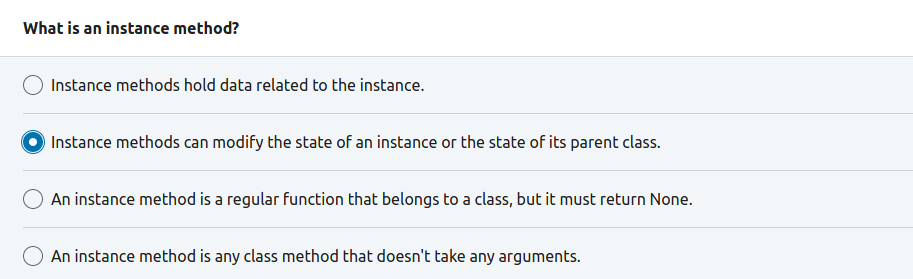 What is an instance method?
Instance methods hold data related to the instance.
Instance methods can modify the state of an instance or the state of its parent class.
An instance method is a regular function that belongs to a class, but it must return None.
An instance method is any class method that doesn't take any arguments.